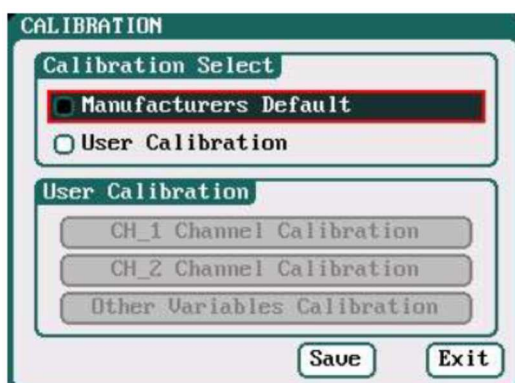 CALIBRATION
Calibration Select
Manufacturers Default
User Calibration
User Calibration
CH_1 Channel Calibration
CH_2 Channel Calibration
Other Variables Calibration
Save Exit